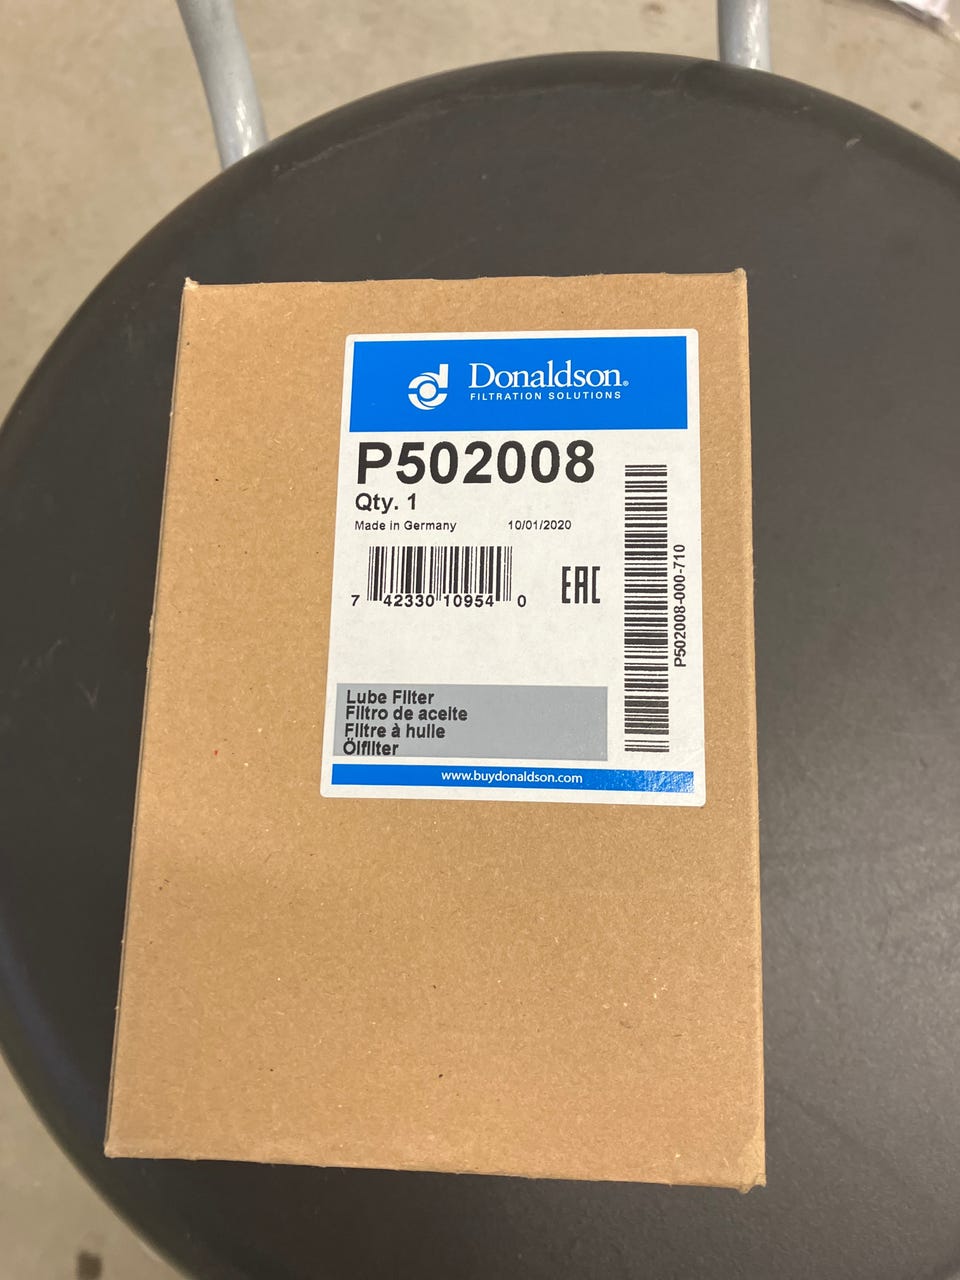 Donaldson®
FILTRATION SOLUTIONS
P502008
Qty. 1
Made in Germany 10/01/2020
7 42330 10954 0
EAC
P502008-000-710
Lube Filter
Filtro de aceite
Filtre à huile
Ölfilter
www.buydonaldson.com